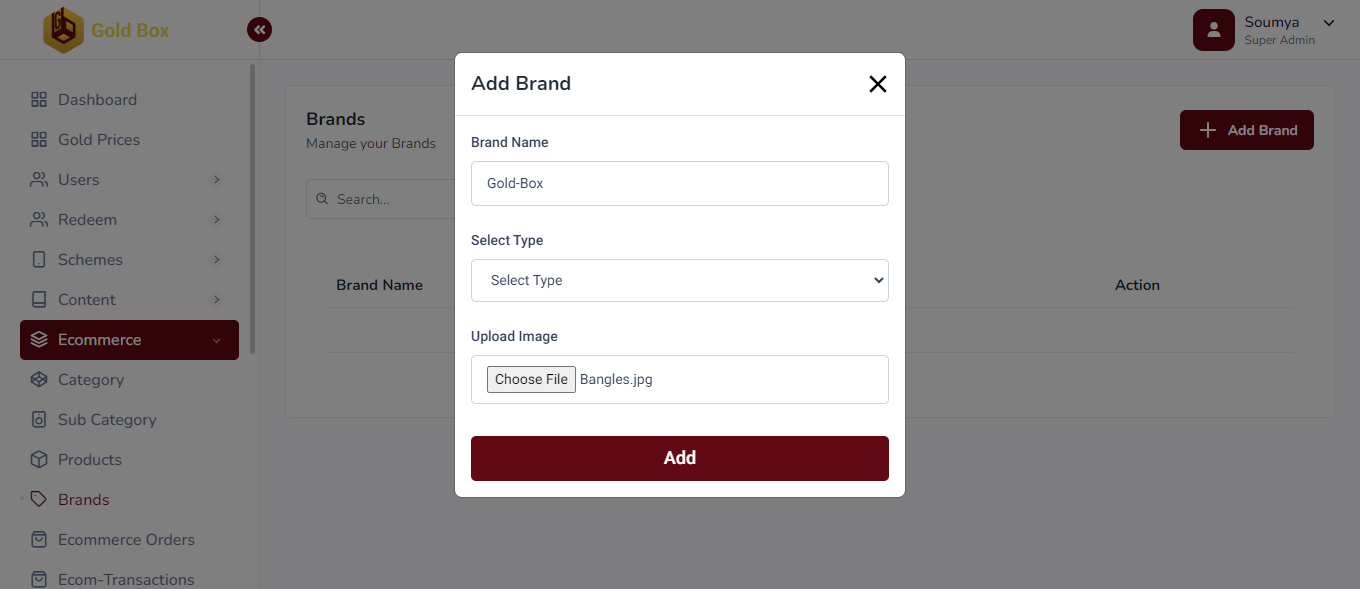 Gold Box
Soumya
Super Admin
Dashboard
Gold Prices
Users
Redeem
Schemes
Content
Ecommerce
Category
Sub Category
Products
Brands
Ecommerce Orders
Ecom-Transactions
Brands
Manage your Brands
Add Brand
Search...
Brand Name
Action
Add Brand
Brand Name
Gold-Box
Select Type
Select Type
Upload Image
Choose File Bangles.jpg
Add